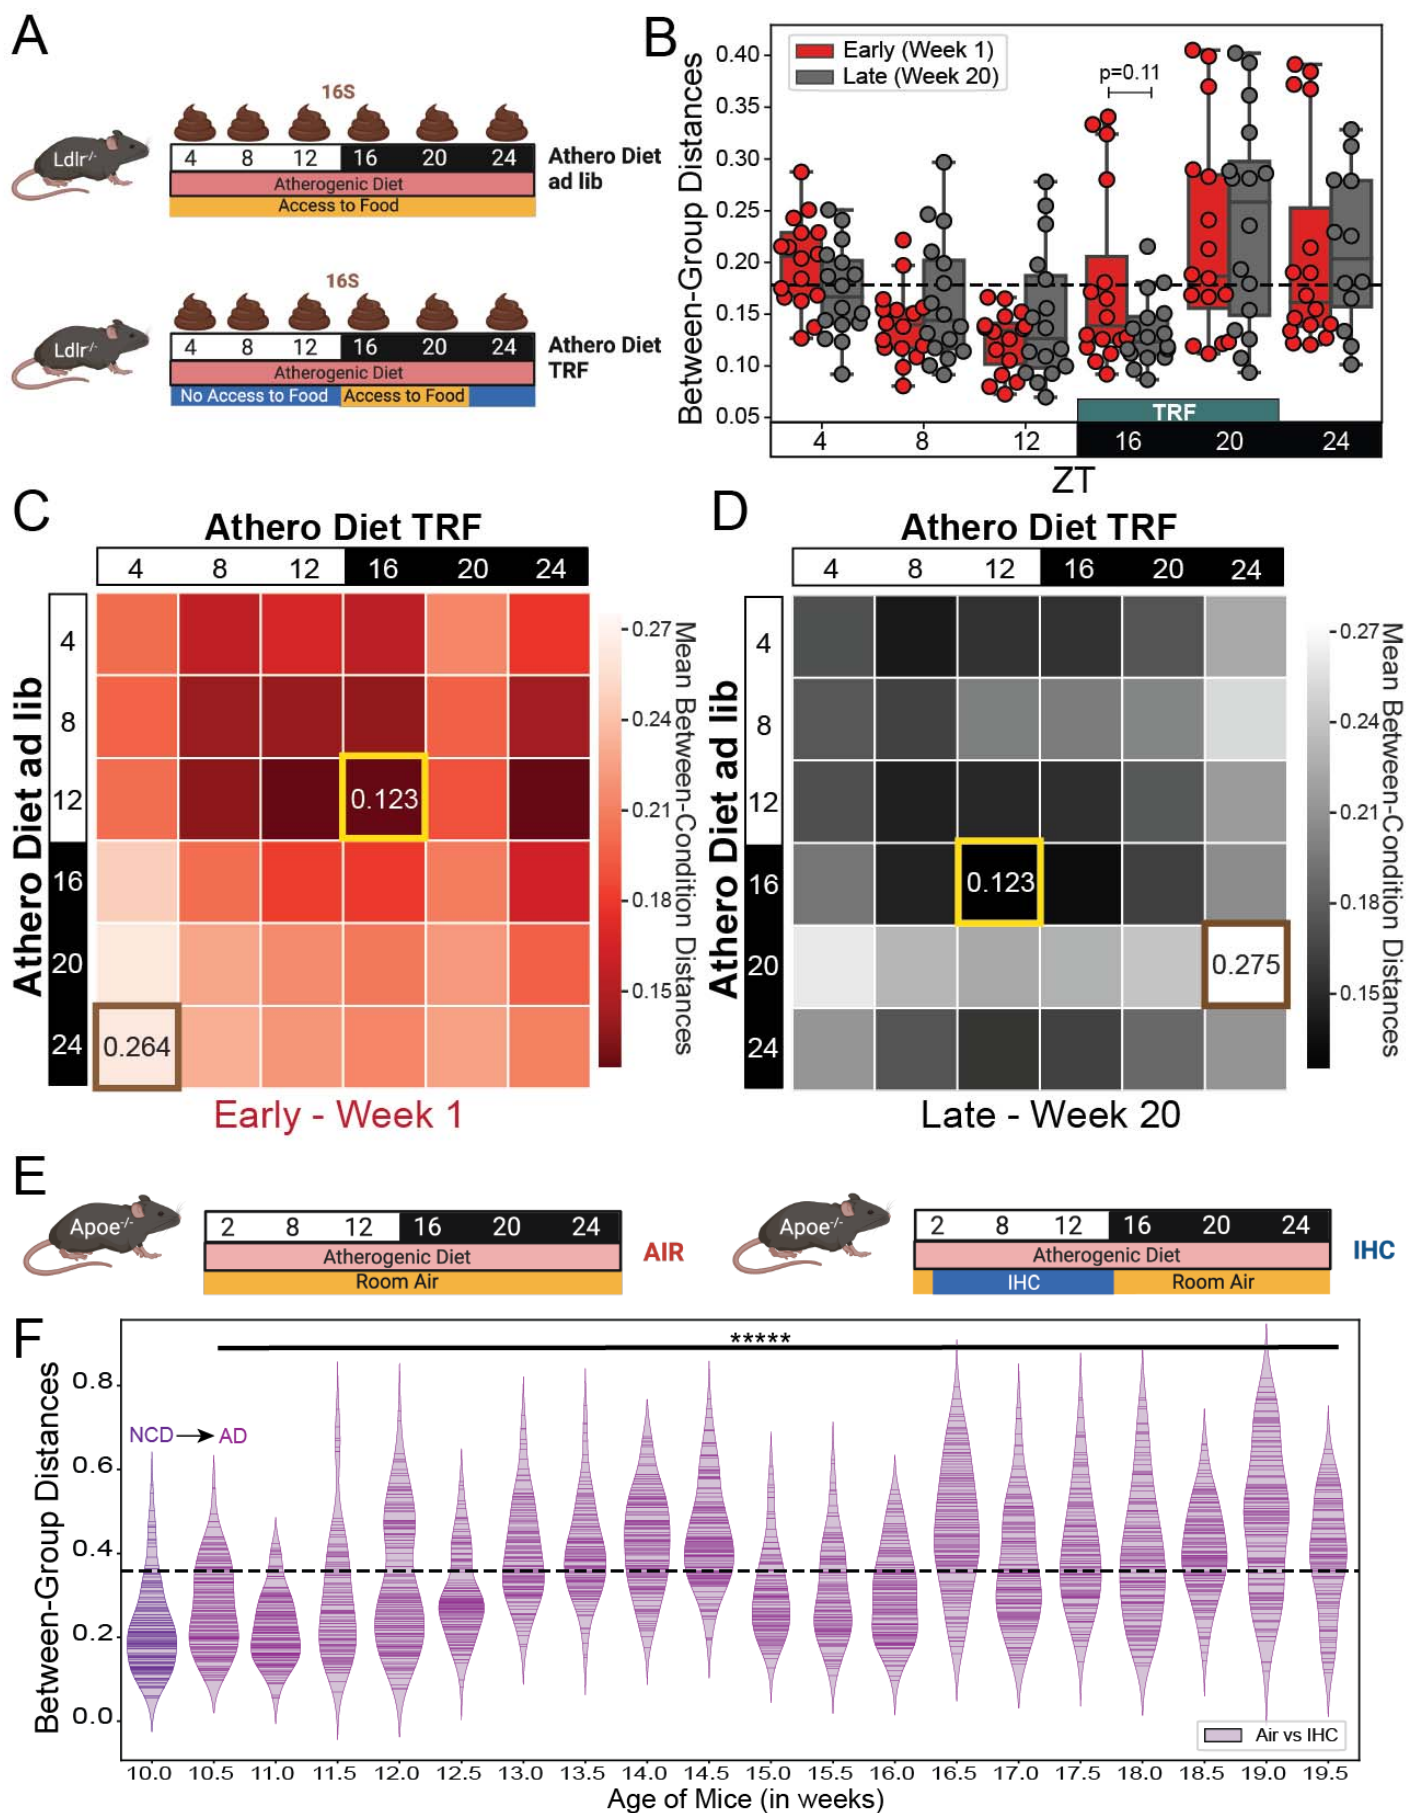 A
16S
Ldlr-/-
4 8 12 16 20 24
Atherogenic Diet
Access to Food
Athero Diet
ad lib
16S
Ldlr-/-
4 8 12 16 20 24
Atherogenic Diet
No Access to Food Access to Food
Athero Diet
TRF
B
Between-Group Distances
0.40
0.35
0.30
0.25
0.20
0.15
0.10
0.05
Early (Week 1)
Late (Week 20)
p=0.11
TRF
4 8 12 16 20 24
ZT
C
Athero Diet TRF
4 8 12 16 20 24
Athero Diet ad lib
4
8
12
16
20
24
0.123
0.264
0.27
0.24
0.21
0.18
0.15
Mean Between-Condition Distances
Early - Week 1
D
Athero Diet TRF
4 8 12 16 20 24
Athero Diet ad lib
4
8
12
16
20
24
0.123
0.275
0.27
0.24
0.21
0.18
0.15
Mean Between-Condition Distances
Late - Week 20
E
Apoe-/-
2 8 12 16 20 24
Atherogenic Diet
Room Air
AIR
Apoe-/-
2 8 12 16 20 24
Atherogenic Diet
IHC Room Air
IHC
F
Between-Group Distances
0.8
0.6
0.4
0.2
0.0
*****
NCD AD
Air vs IHC
10.0 10.5 11.0 11.5 12.0 12.5 13.0 13.5 14.0 14.5 15.0 15.5 16.0 16.5 17.0 17.5 18.0 18.5 19.0 19.5
Age of Mice (in weeks)